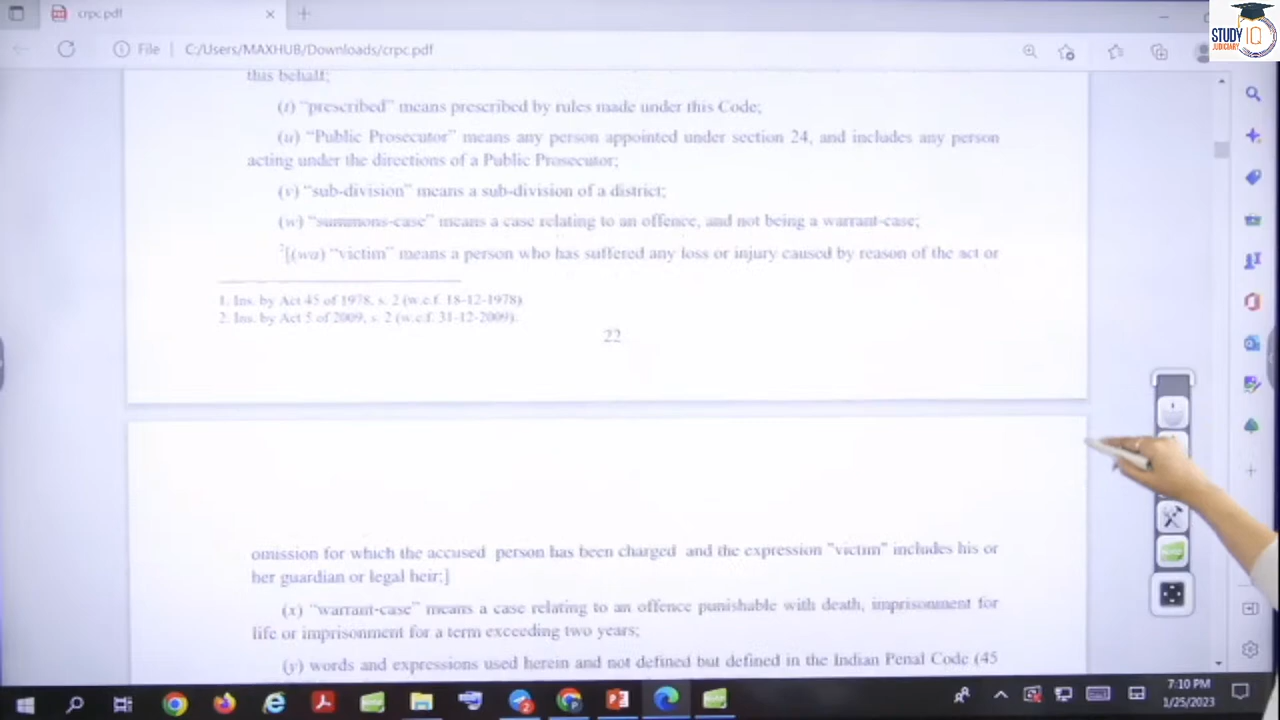 crpc.pdf
STUDY IQ
JUDICIARY
File | C:/Users/MAXHUB/Downloads/crpc.pdf
this behalf;
(t) “prescribed” means prescribed by rules made under this Code;
(u) “Public Prosecutor” means any person appointed under section 24, and includes any person
acting under the directions of a Public Prosecutor;
(v) “sub-division” means a sub-division of a district;
(w) “summons-case” means a case relating to an offence, and not being a warrant-case;
2[(wa) “victim” means a person who has suffered any loss or injury caused by reason of the act or
1. Ins. by Act 45 of 1978, s. 2 (w.e.f. 18-12-1978).
2. Ins. by Act 5 of 2009, s. 2 (w.e.f. 31-12-2009).
22
omission for which the accused person has been charged and the expression "victim" includes his or
her guardian or legal heir;]
(x) “warrant-case” means a case relating to an offence punishable with death, imprisonment for
life or imprisonment for a term exceeding two years;
(y) words and expressions used herein and not defined but defined in the Indian Penal Code (45
7:10 PM
1/25/2023